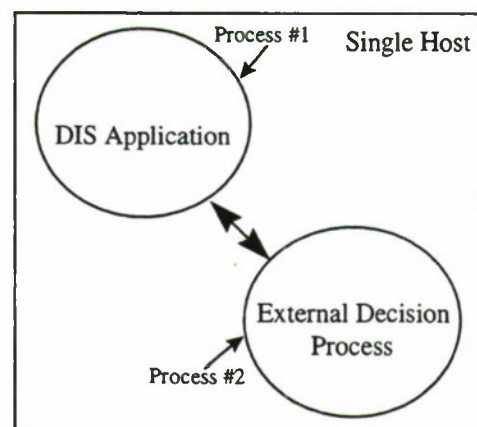 Process #1
Single Host
DIS Application
External Decision
Process
Process #2